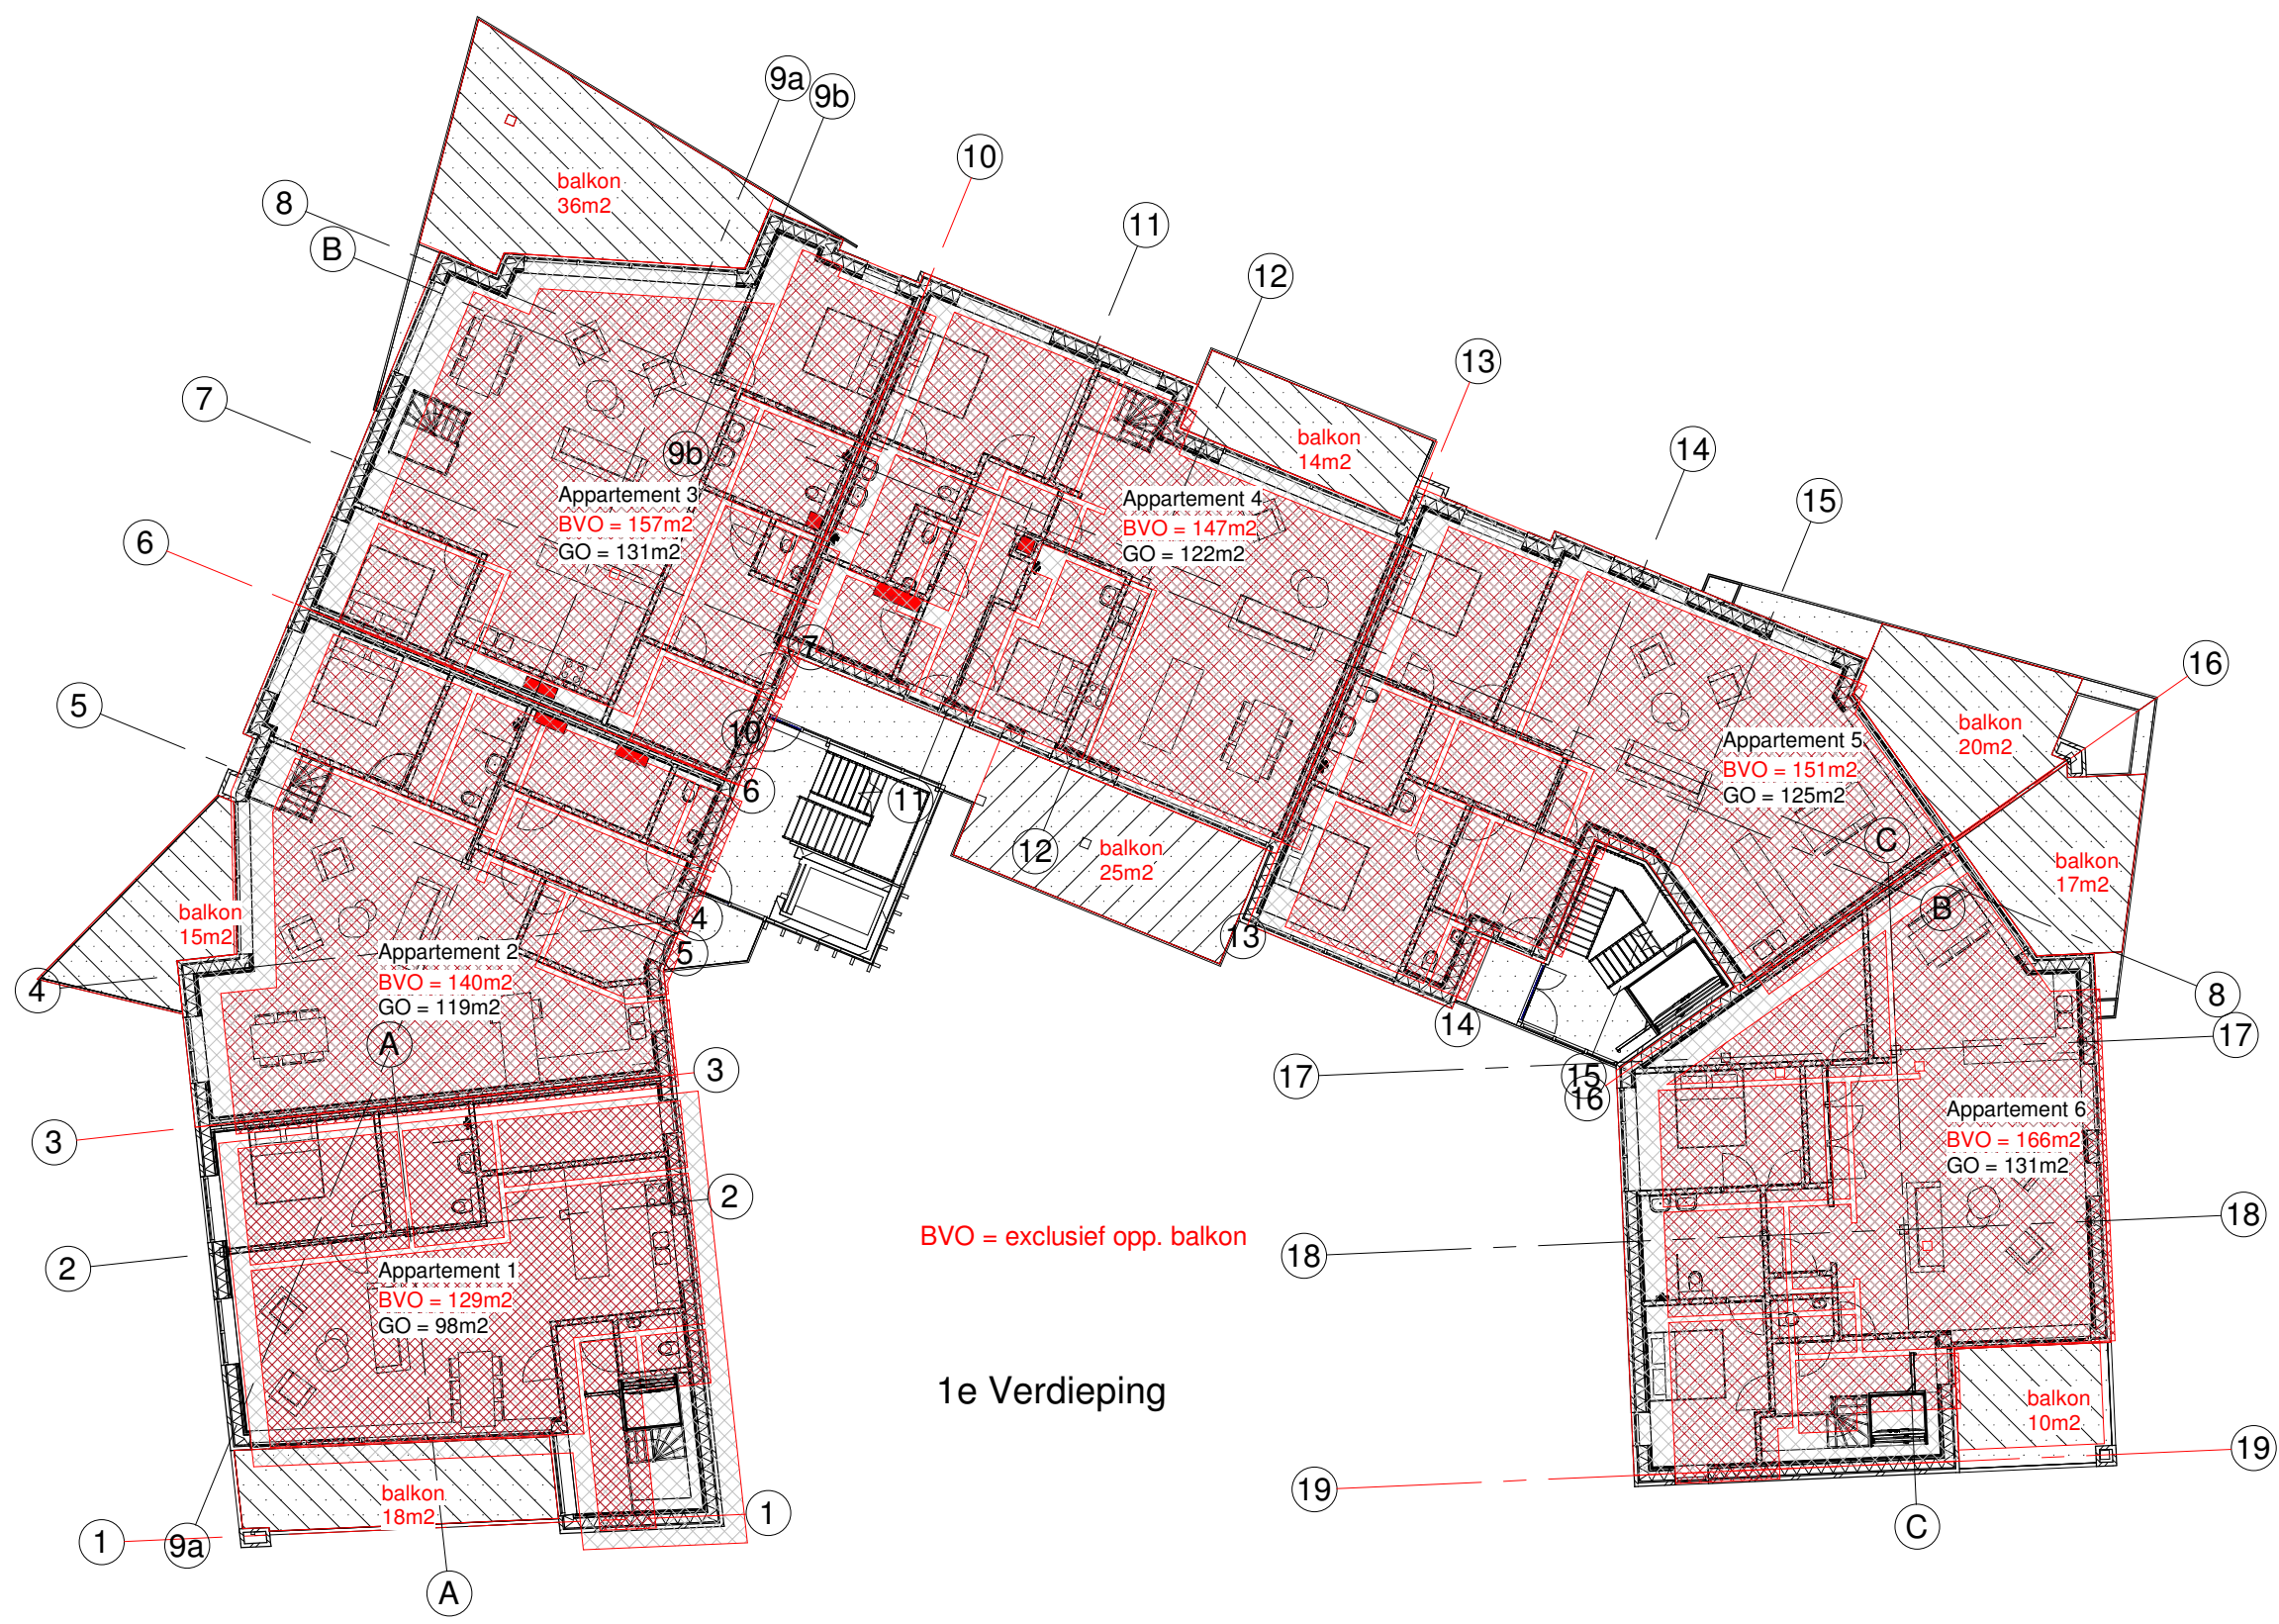 9a
9b
10
8
B
11
12
balkon
36m2
13
7
14
balkon
14m2
9b
15
6
Appartement 3
BVO = 157m2
GO = 131m2
Appartement 4
BVO = 147m2
GO = 122m2
16
5
7
10
6
11
Appartement 5
BVO = 151m2
GO = 125m2
balkon
20m2
C
12
balkon
25m2
balkon
17m2
balkon
15m2
4
B
13
5
4
Appartement 2
BVO = 140m2
GO = 119m2
8
14
17
A
3
17
15
16
3
Appartement 6
BVO = 166m2
GO = 131m2
2
18
2
18
BVO = exclusief opp. balkon
Appartement 1
BVO = 129m2
GO = 98m2
1e Verdieping
balkon
10m2
19
19
balkon
18m2
1
1
9a
C
A